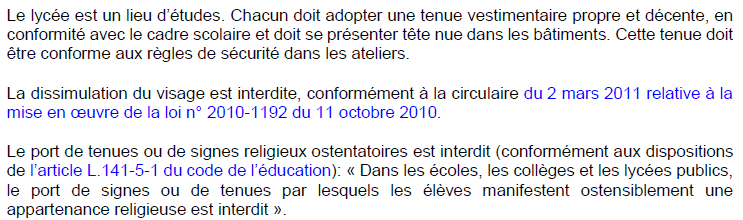 Le lycée est un lieu d’études. Chacun doit adopter une tenue vestimentaire propre et décente, en
conformité avec le cadre scolaire et doit se présenter tête nue dans les bâtiments. Cette tenue doit
être conforme aux règles de sécurité dans les ateliers.
La dissimulation du visage est interdite, conformément à la circulaire du 2 mars 2011 relative à la
mise en œuvre de la loi n° 2010-1192 du 11 octobre 2010.
Le port de tenues ou de signes religieux ostentatoires est interdit (conformément aux dispositions
de l’article L.141-5-1 du code de l’éducation): « Dans les écoles, les collèges et les lycées publics,
le port de signes ou de tenues par lesquels les élèves manifestent ostensiblement une
appartenance religieuse est interdit ».